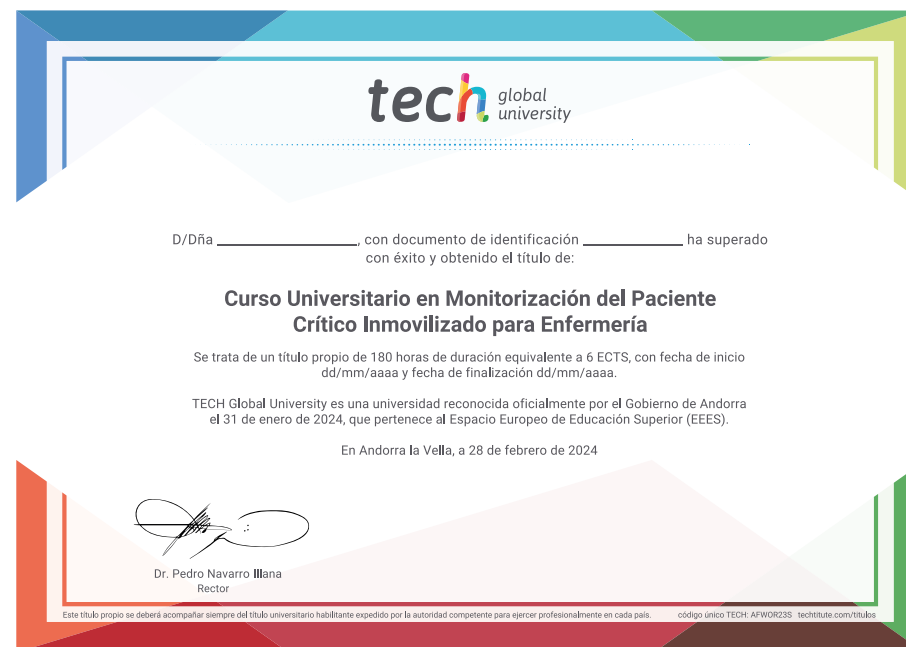 tech global university
D/Dña ____________________, con documento de identificación ______________ ha superado
con éxito y obtenido el título de:
Curso Universitario en Monitorización del Paciente
Crítico Inmovilizado para Enfermería
Se trata de un título propio de 180 horas de duración equivalente a 6 ECTS, con fecha de inicio
dd/mm/aaaa y fecha de finalización dd/mm/aaaa.
TECH Global University es una universidad reconocida oficialmente por el Gobierno de Andorra
el 31 de enero de 2024, que pertenece al Espacio Europeo de Educación Superior (EEES).
En Andorra la Vella, a 28 de febrero de 2024
Dr. Pedro Navarro Illana
Rector
Este título propio se deberá acompañar siempre del título universitario habilitante expedido por la autoridad competente para ejercer profesionalmente en cada país. código único TECH: AFWOR23S techtitute.com/titulos